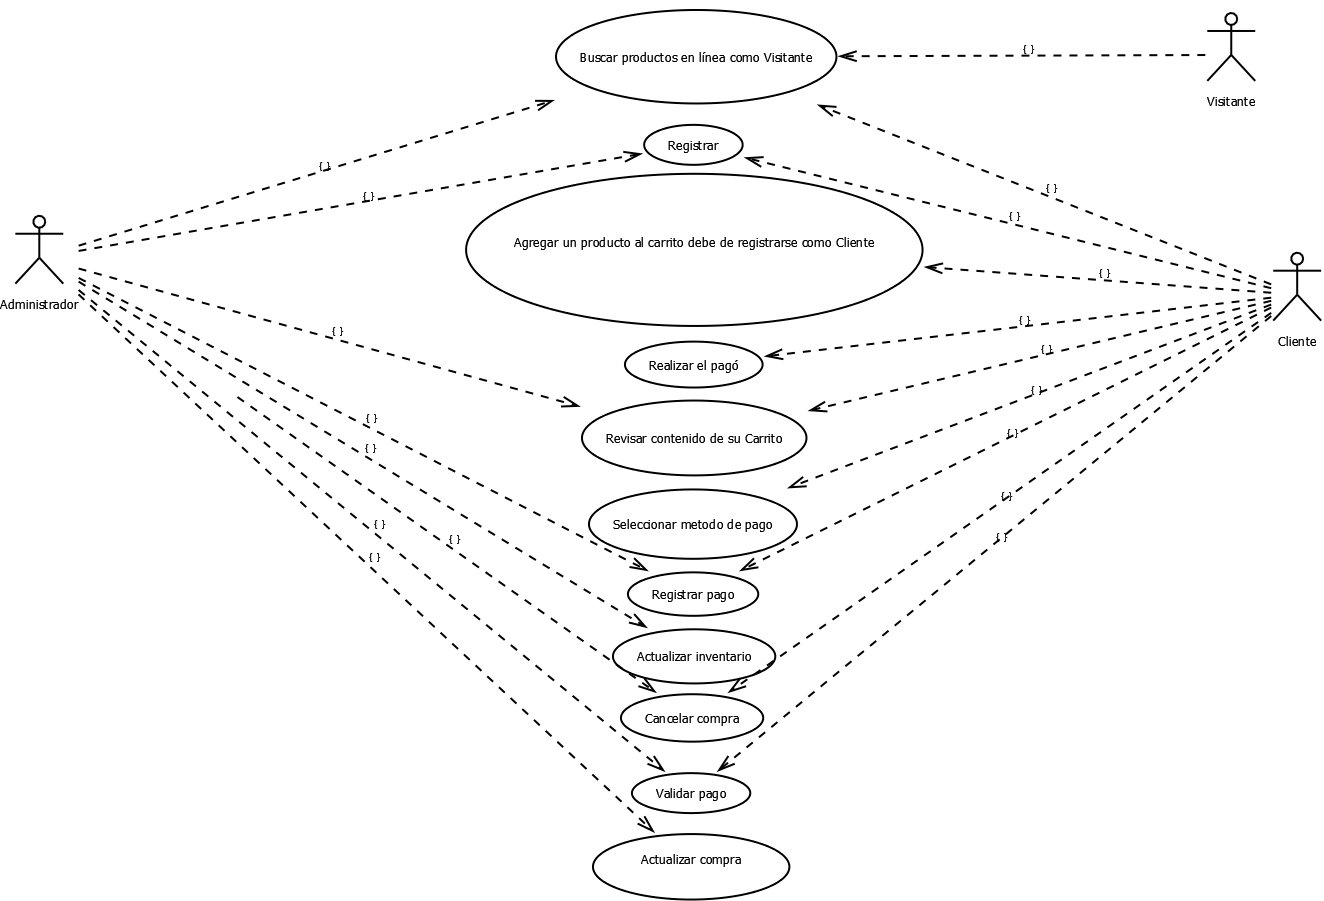 Buscar productos en línea como Visitante
{ }
Visitante
{ }
Registrar
{ }
{ }
{ }
Agregar un producto al carrito debe de registrarse como Cliente
{ }
Administrador
Cliente
{ }
{ }
Realizar el pagó
{ }
{ }
Revisar contenido de su Carrito
{ }
{ }
{ }
{ }
Seleccionar metodo de pago
{ }
{ }
{ }
{ }
{ }
Registrar pago
Actualizar inventario
Cancelar compra
Validar pago
Actualizar compra